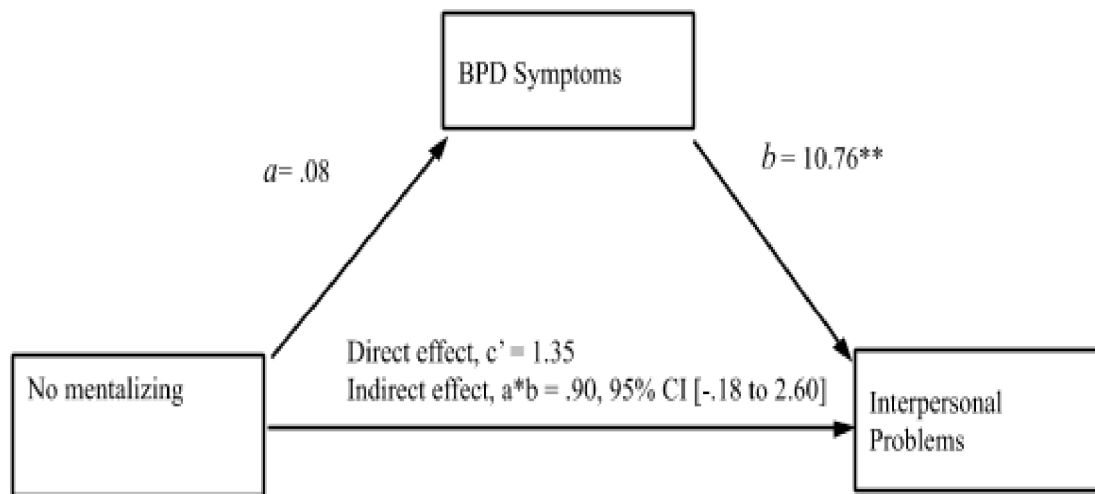 BPD Symptoms
a= .08
b = 10.76**
Direct effect, c’ = 1.35
Indirect effect, a*b = .90, 95% CI [-.18 to 2.60]
No mentalizing
Interpersonal
Problems